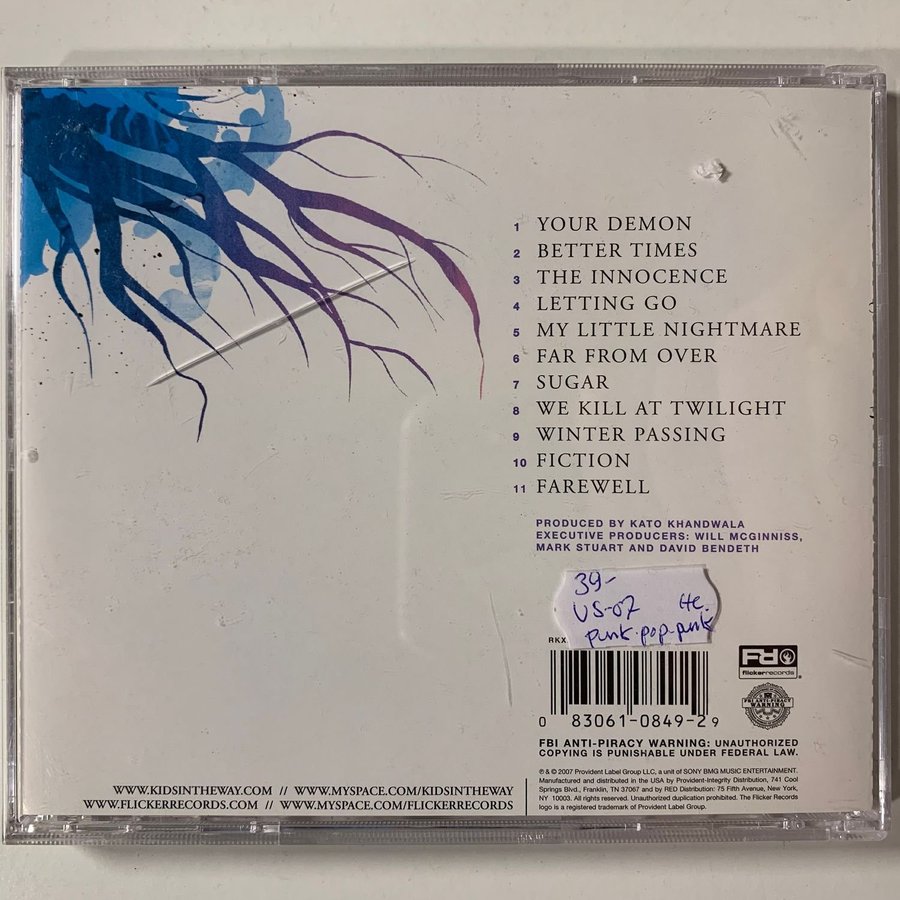 1 YOUR DEMON
2 BETTER TIMES
3 THE INNOCENCE
4 LETTING GO
5 MY LITTLE NIGHTMARE
6 FAR FROM OVER
7 SUGAR
8 WE KILL AT TWILIGHT
9 WINTER PASSING
10 FICTION
11 FAREWELL
PRODUCED BY KATO KHANDWALA
EXECUTIVE PRODUCERS: WILL MCGINNISS,
MARK STUART AND DAVID BENDETH
39-
US-07
punk-pop-punk
RKX
FR
flickerrecords
0 83061-0849-2 9
FBI ANTI-PIRACY
WARNING
FBI ANTI-PIRACY WARNING: UNAUTHORIZED
COPYING IS PUNISHABLE UNDER FEDERAL LAW.
℗ & © 2007 Provident Label Group LLC, a unit of SONY BMG MUSIC ENTERTAINMENT.
Manufactured and distributed in the USA by Provident-Integrity Distribution, 741 Cool
Springs Blvd., Franklin, TN 37067 and by RED Distribution: 75 Fifth Avenue, New York,
NY 10003. All rights reserved. Unauthorized duplication prohibited. The Flicker Records
logo is a registered trademark of Provident Label Group.
WWW.KIDSINTHEWAY.COM // WWW.MYSPACE.COM/KIDSINTHEWAY
WWW.FLICKERRECORDS.COM // WWW.MYSPACE.COM/FLICKERRECORDS